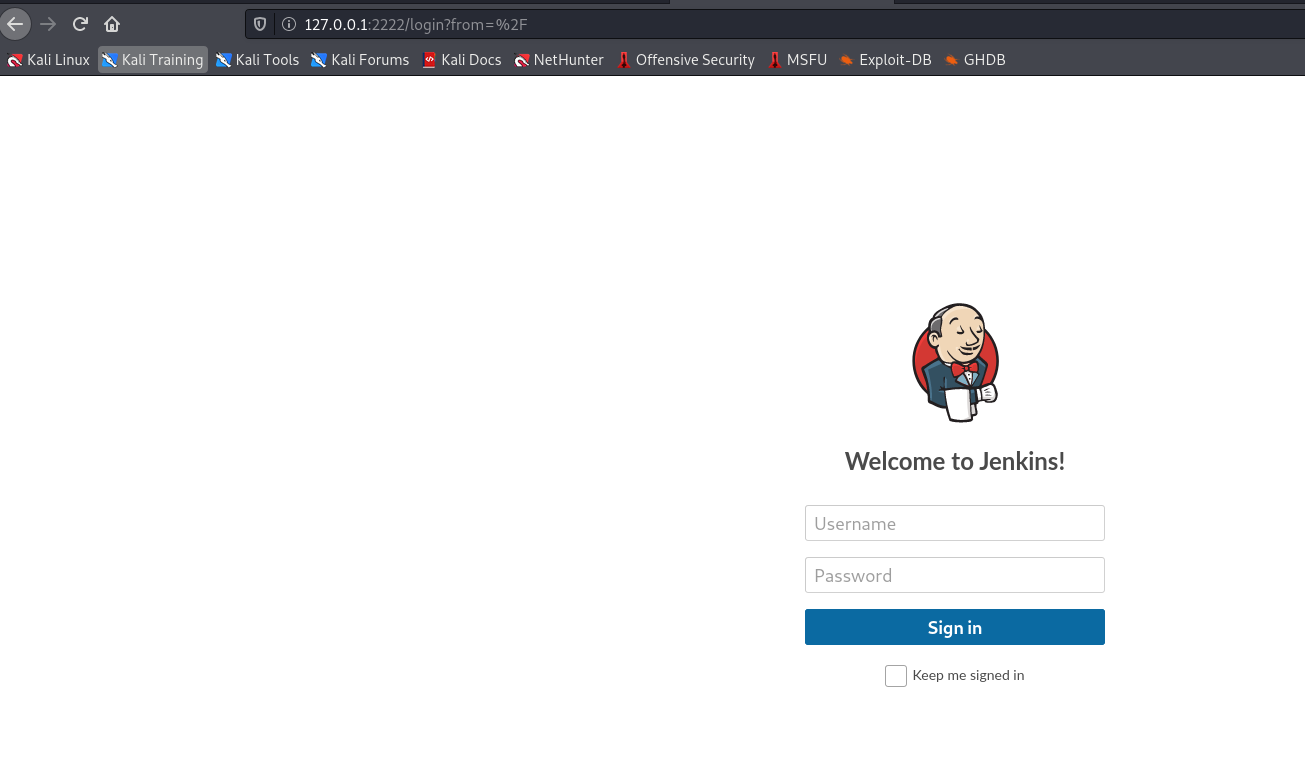 127.0.0.1:2222/login?from=%2F
Kali Linux Kali Training Kali Tools Kali Forums Kali Docs NetHunter Offensive Security MSFU Exploit-DB GHDB
Welcome to Jenkins!
Username
Password
Sign in
Keep me signed in